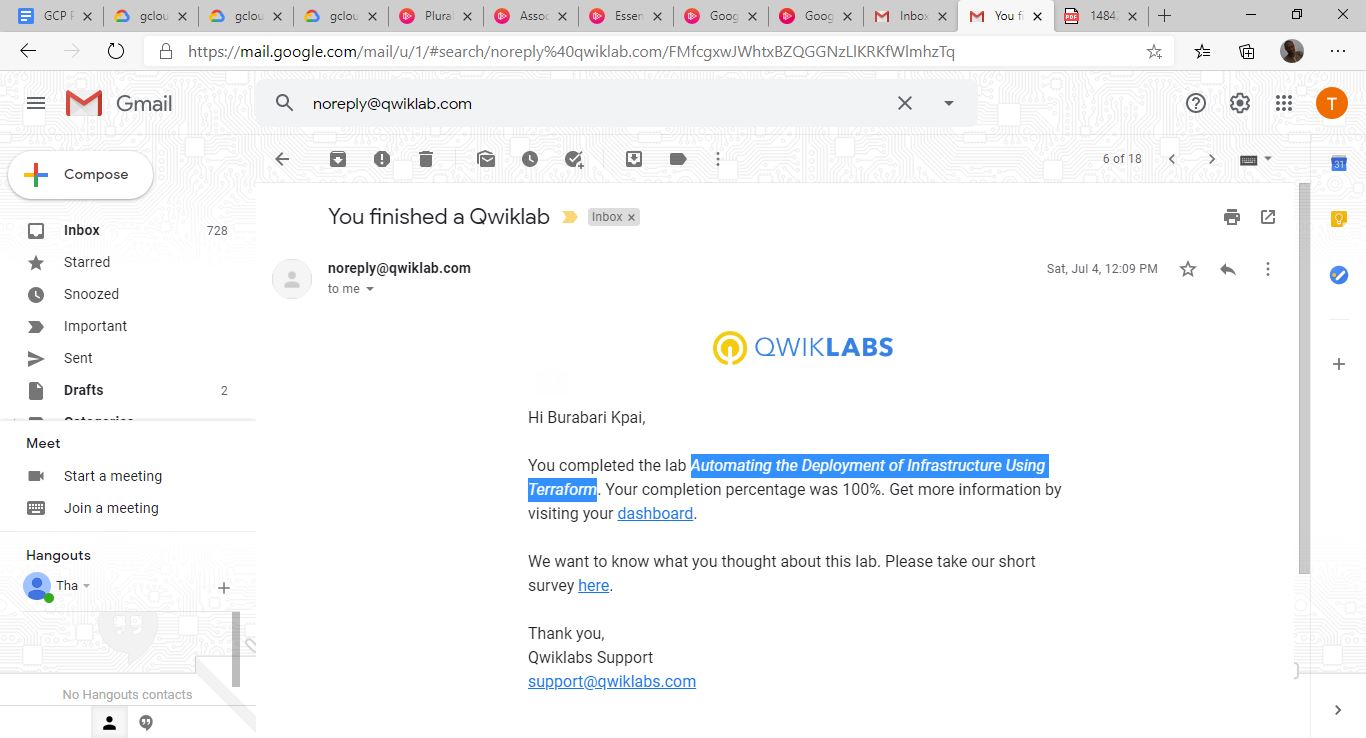 GCP F
gclou
gclou
gclou
Plural
Assoc
Essen
Goog
Goog
Inbox
You fi
1484
https://mail.google.com/mail/u/1/#search/noreply%40qwiklab.com/FMfcgxwJWhtxBZQGGNzLlKRKfWlmhzTq
Gmail
noreply@qwiklab.com
T
Compose
6 of 18
31
You finished a Qwiklab
Inbox x
Inbox 728
Starred
Snoozed
Important
Sent
Drafts 2
Categories
noreply@qwiklab.com
Sat, Jul 4, 12:09 PM
to me
QWIKLABS
Hi Burabari Kpai,
You completed the lab Automating the Deployment of Infrastructure Using
Terraform. Your completion percentage was 100%. Get more information by
visiting your dashboard.
We want to know what you thought about this lab. Please take our short
survey here.
Thank you,
Qwiklabs Support
support@qwiklabs.com
Meet
Start a meeting
Join a meeting
Hangouts
Tha
No Hangouts contacts